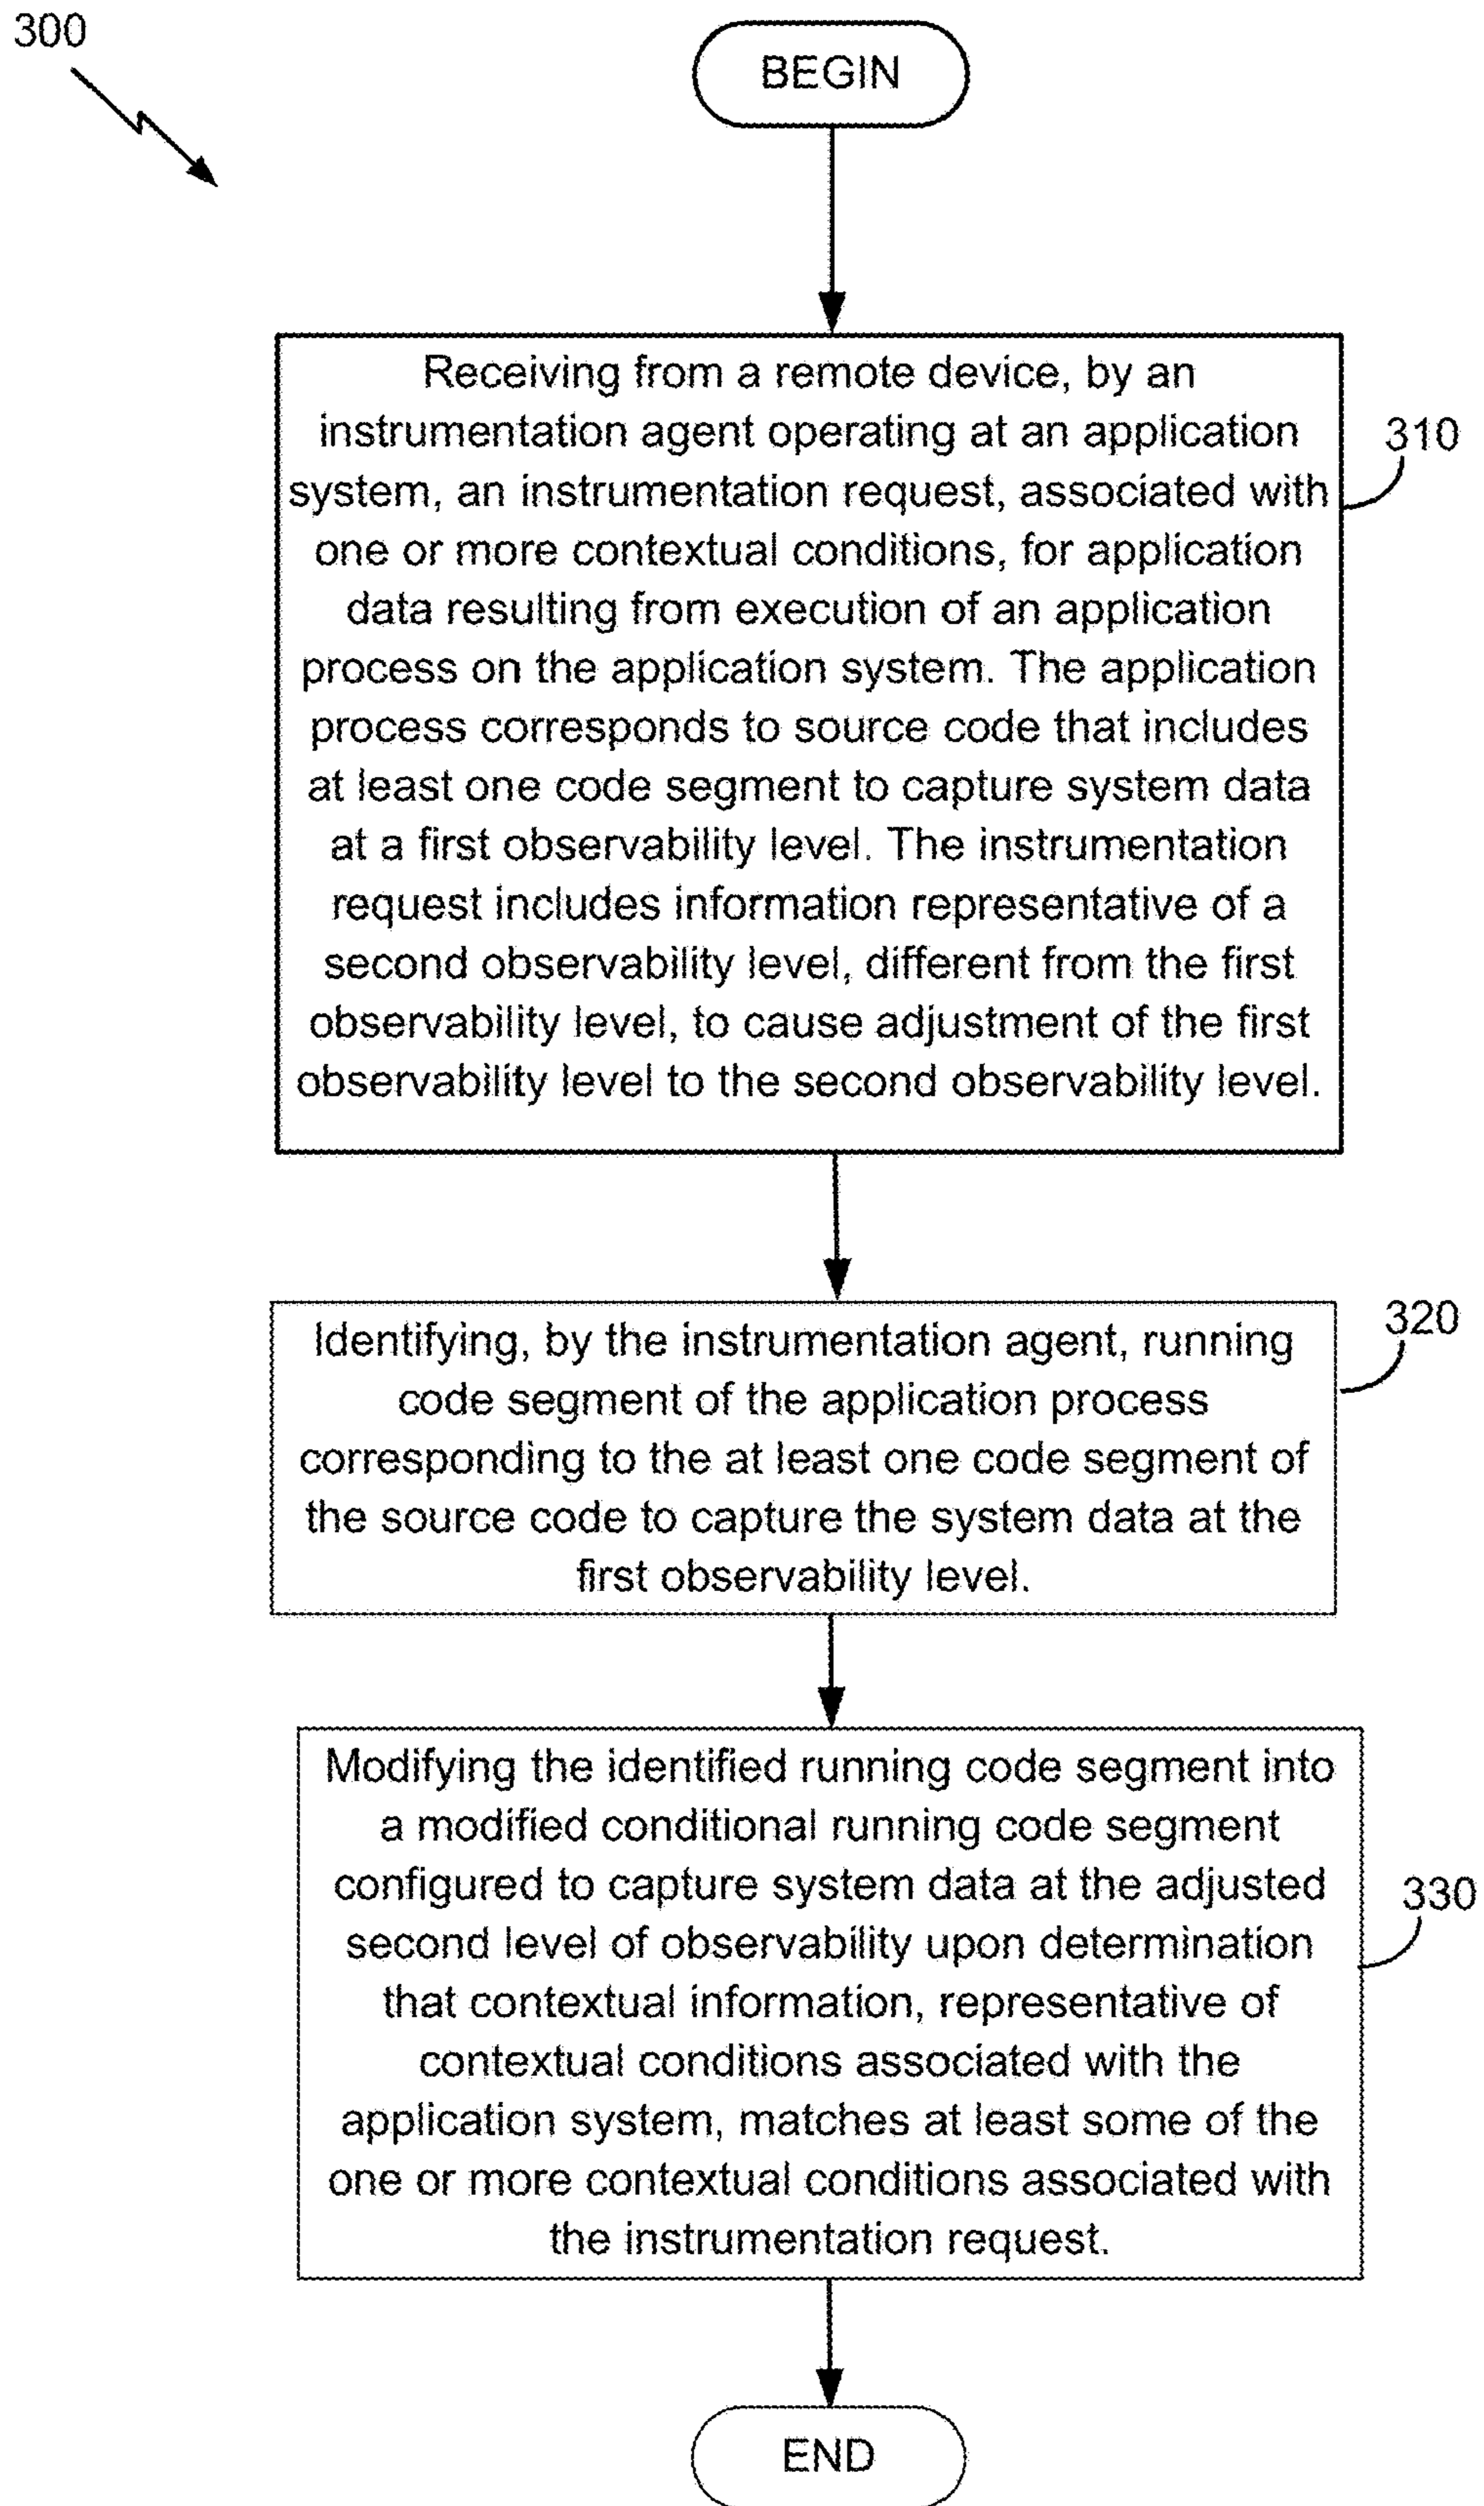 300
BEGIN
Receiving from a remote device, by an
instrumentation agent operating at an application
system, an instrumentation request, associated with
one or more contextual conditions, for application
data resulting from execution of an application
process on the application system. The application
process corresponds to source code that includes
at least one code segment to capture system data
at a first observability level. The instrumentation
request includes information representative of a
second observability level, different from the first
observability level, to cause adjustment of the first
observability level to the second observability level.
310
Identifying, by the instrumentation agent, running
code segment of the application process
corresponding to the at least one code segment of
the source code to capture the system data at the
first observability level.
320
Modifying the identified running code segment into
a modified conditional running code segment
configured to capture system data at the adjusted
second level of observability upon determination
that contextual information, representative of
contextual conditions associated with the
application system, matches at least some of the
one or more contextual conditions associated with
the instrumentation request.
330
END